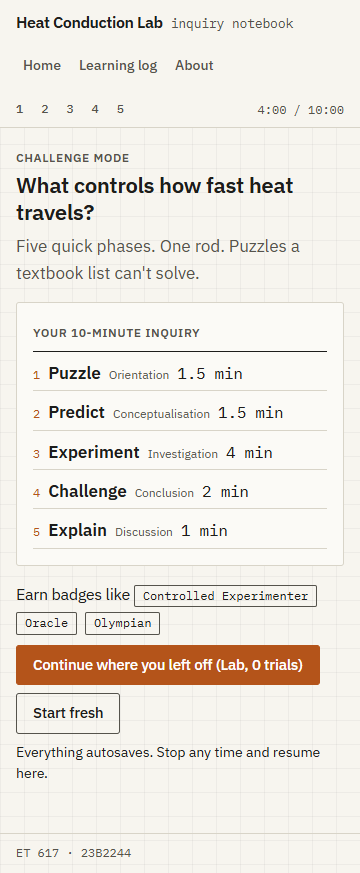 Heat Conduction Lab inquiry notebook
Home Learning log About
1 2 3 4 5 4:00 / 10:00
CHALLENGE MODE
What controls how fast heat
travels?
Five quick phases. One rod. Puzzles a
textbook list can't solve.
YOUR 10-MINUTE INQUIRY
1 Puzzle Orientation 1.5 min
2 Predict Conceptualisation 1.5 min
3 Experiment Investigation 4 min
4 Challenge Conclusion 2 min
5 Explain Discussion 1 min
Earn badges like Controlled Experimenter
Oracle Olympian
Continue where you left off (Lab, 0 trials)
Start fresh
Everything autosaves. Stop any time and resume
here.
ET 617 · 23B2244